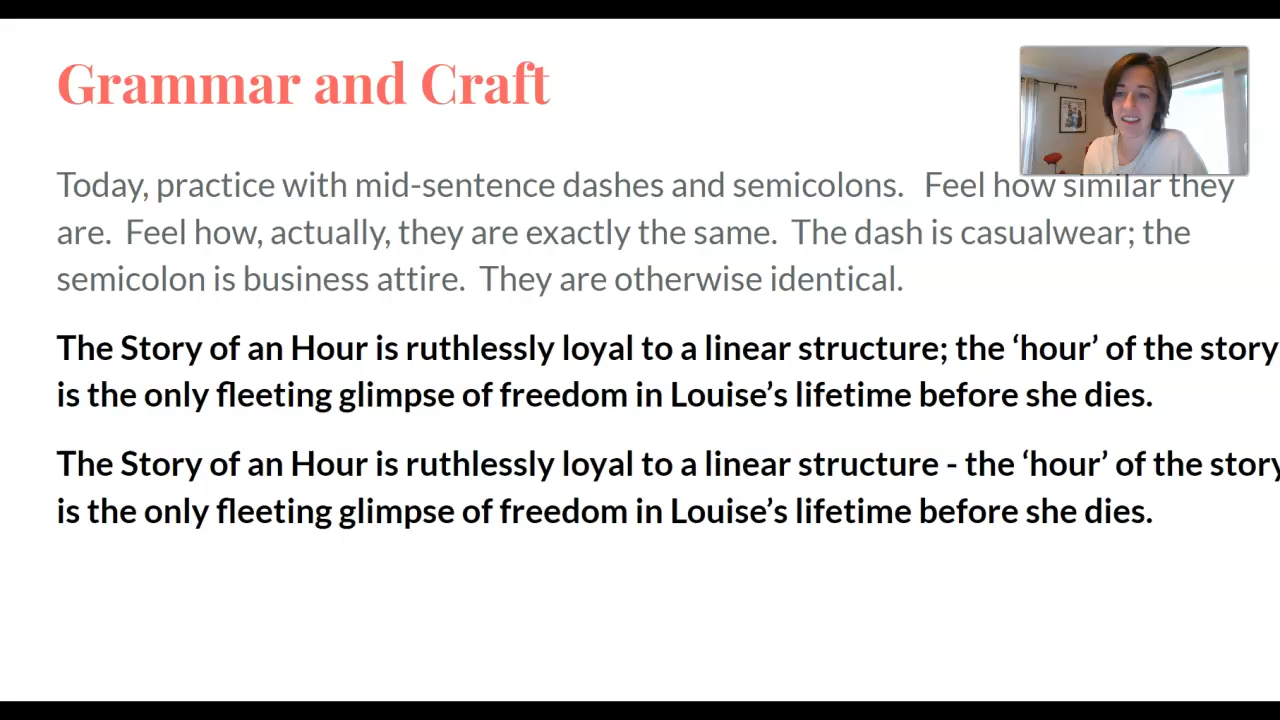 Grammar and Craft
Today, practice with mid-sentence dashes and semicolons.   Feel how similar they
are.  Feel how, actually, they are exactly the same.  The dash is casualwear; the
semicolon is business attire.  They are otherwise identical.
The Story of an Hour is ruthlessly loyal to a linear structure; the ‘hour’ of the story
is the only fleeting glimpse of freedom in Louise’s lifetime before she dies.
The Story of an Hour is ruthlessly loyal to a linear structure - the ‘hour’ of the story
is the only fleeting glimpse of freedom in Louise’s lifetime before she dies.